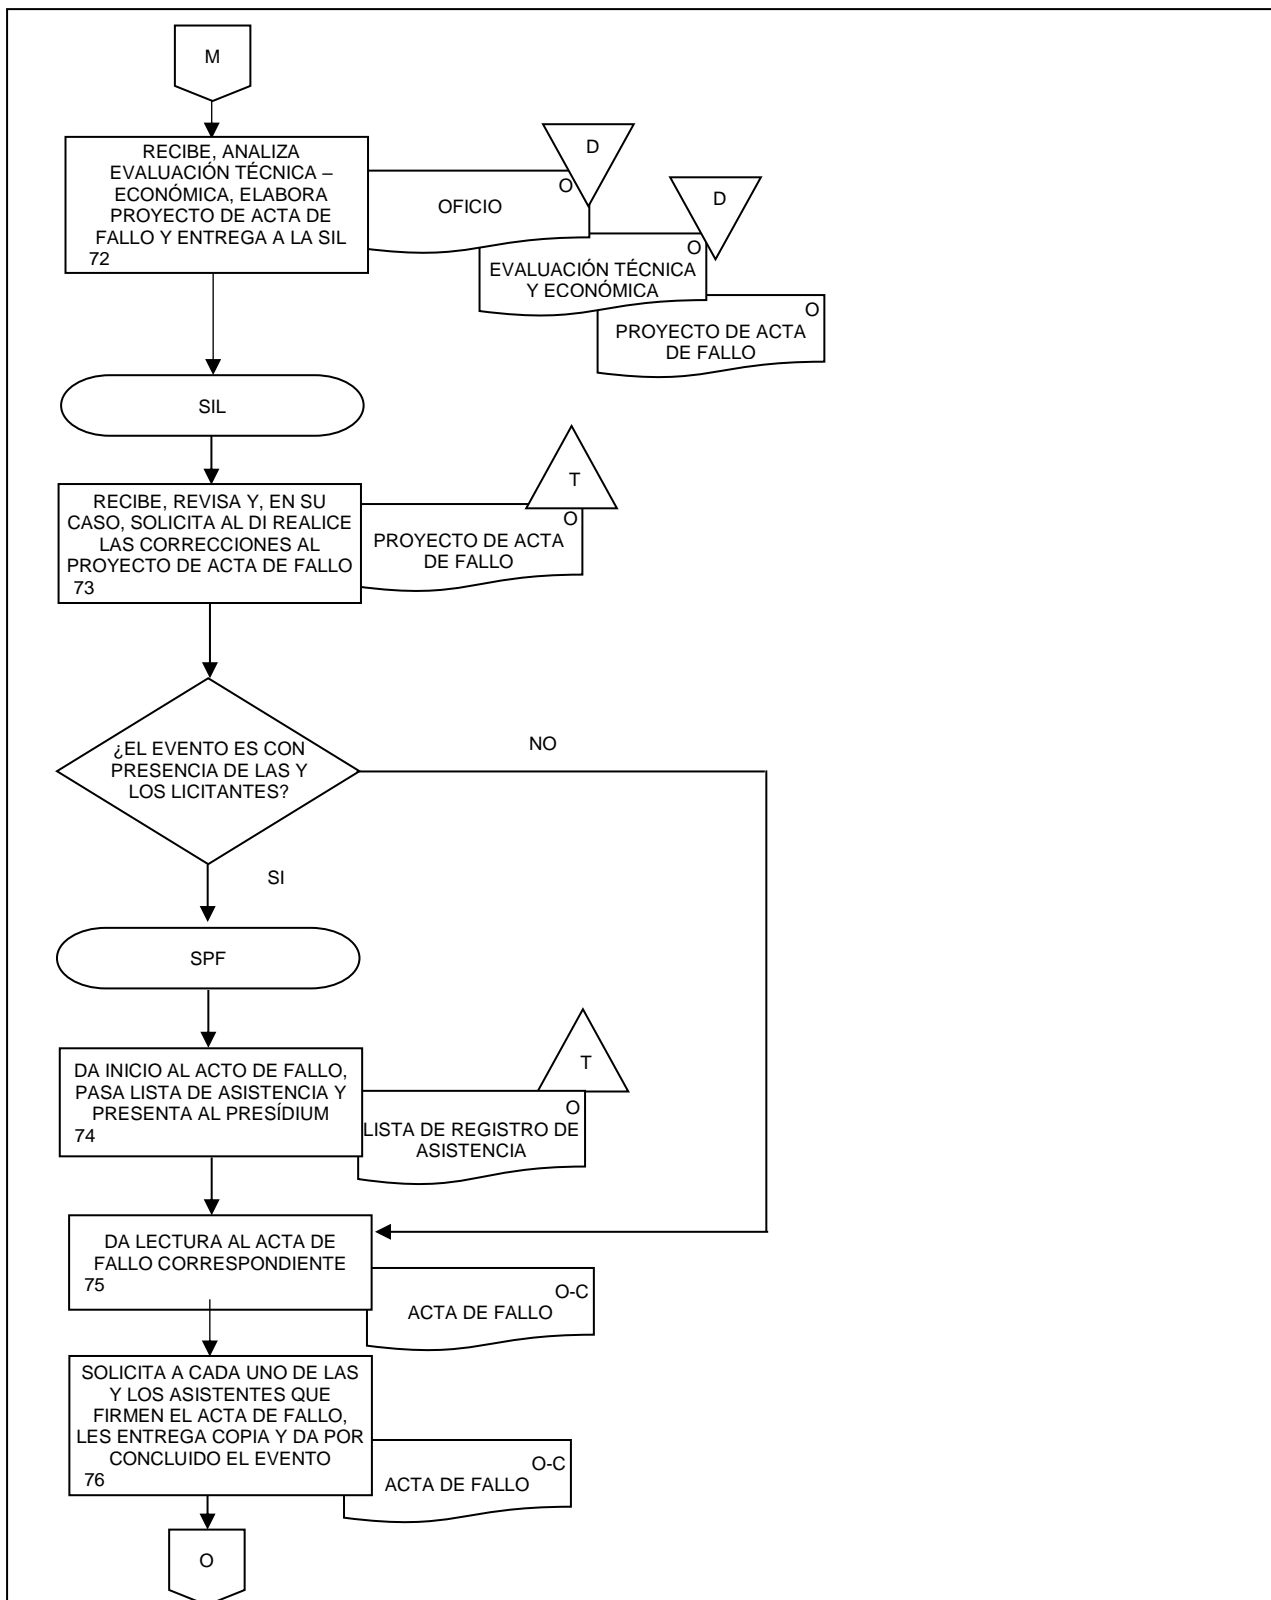 M
RECIBE, ANALIZA
EVALUACIÓN TÉCNICA –
ECONÓMICA, ELABORA
PROYECTO DE ACTA DE
FALLO Y ENTREGA A LA SIL
72
D
O
OFICIO
D
O
EVALUACIÓN TÉCNICA
Y ECONÓMICA
O
PROYECTO DE ACTA
DE FALLO
SIL
RECIBE, REVISA Y, EN SU
CASO, SOLICITA AL DI REALICE
LAS CORRECCIONES AL
PROYECTO DE ACTA DE FALLO
73
T
O
PROYECTO DE ACTA
DE FALLO
¿EL EVENTO ES CON
PRESENCIA DE LAS Y
LOS LICITANTES?
NO
SI
SPF
DA INICIO AL ACTO DE FALLO,
PASA LISTA DE ASISTENCIA Y
PRESENTA AL PRESÍDIUM
74
T
O
LISTA DE REGISTRO DE
ASISTENCIA
DA LECTURA AL ACTA DE
FALLO CORRESPONDIENTE
75
O-C
ACTA DE FALLO
SOLICITA A CADA UNO DE LAS
Y LOS ASISTENTES QUE
FIRMEN EL ACTA DE FALLO,
LES ENTREGA COPIA Y DA POR
CONCLUIDO EL EVENTO
76
O-C
ACTA DE FALLO
O